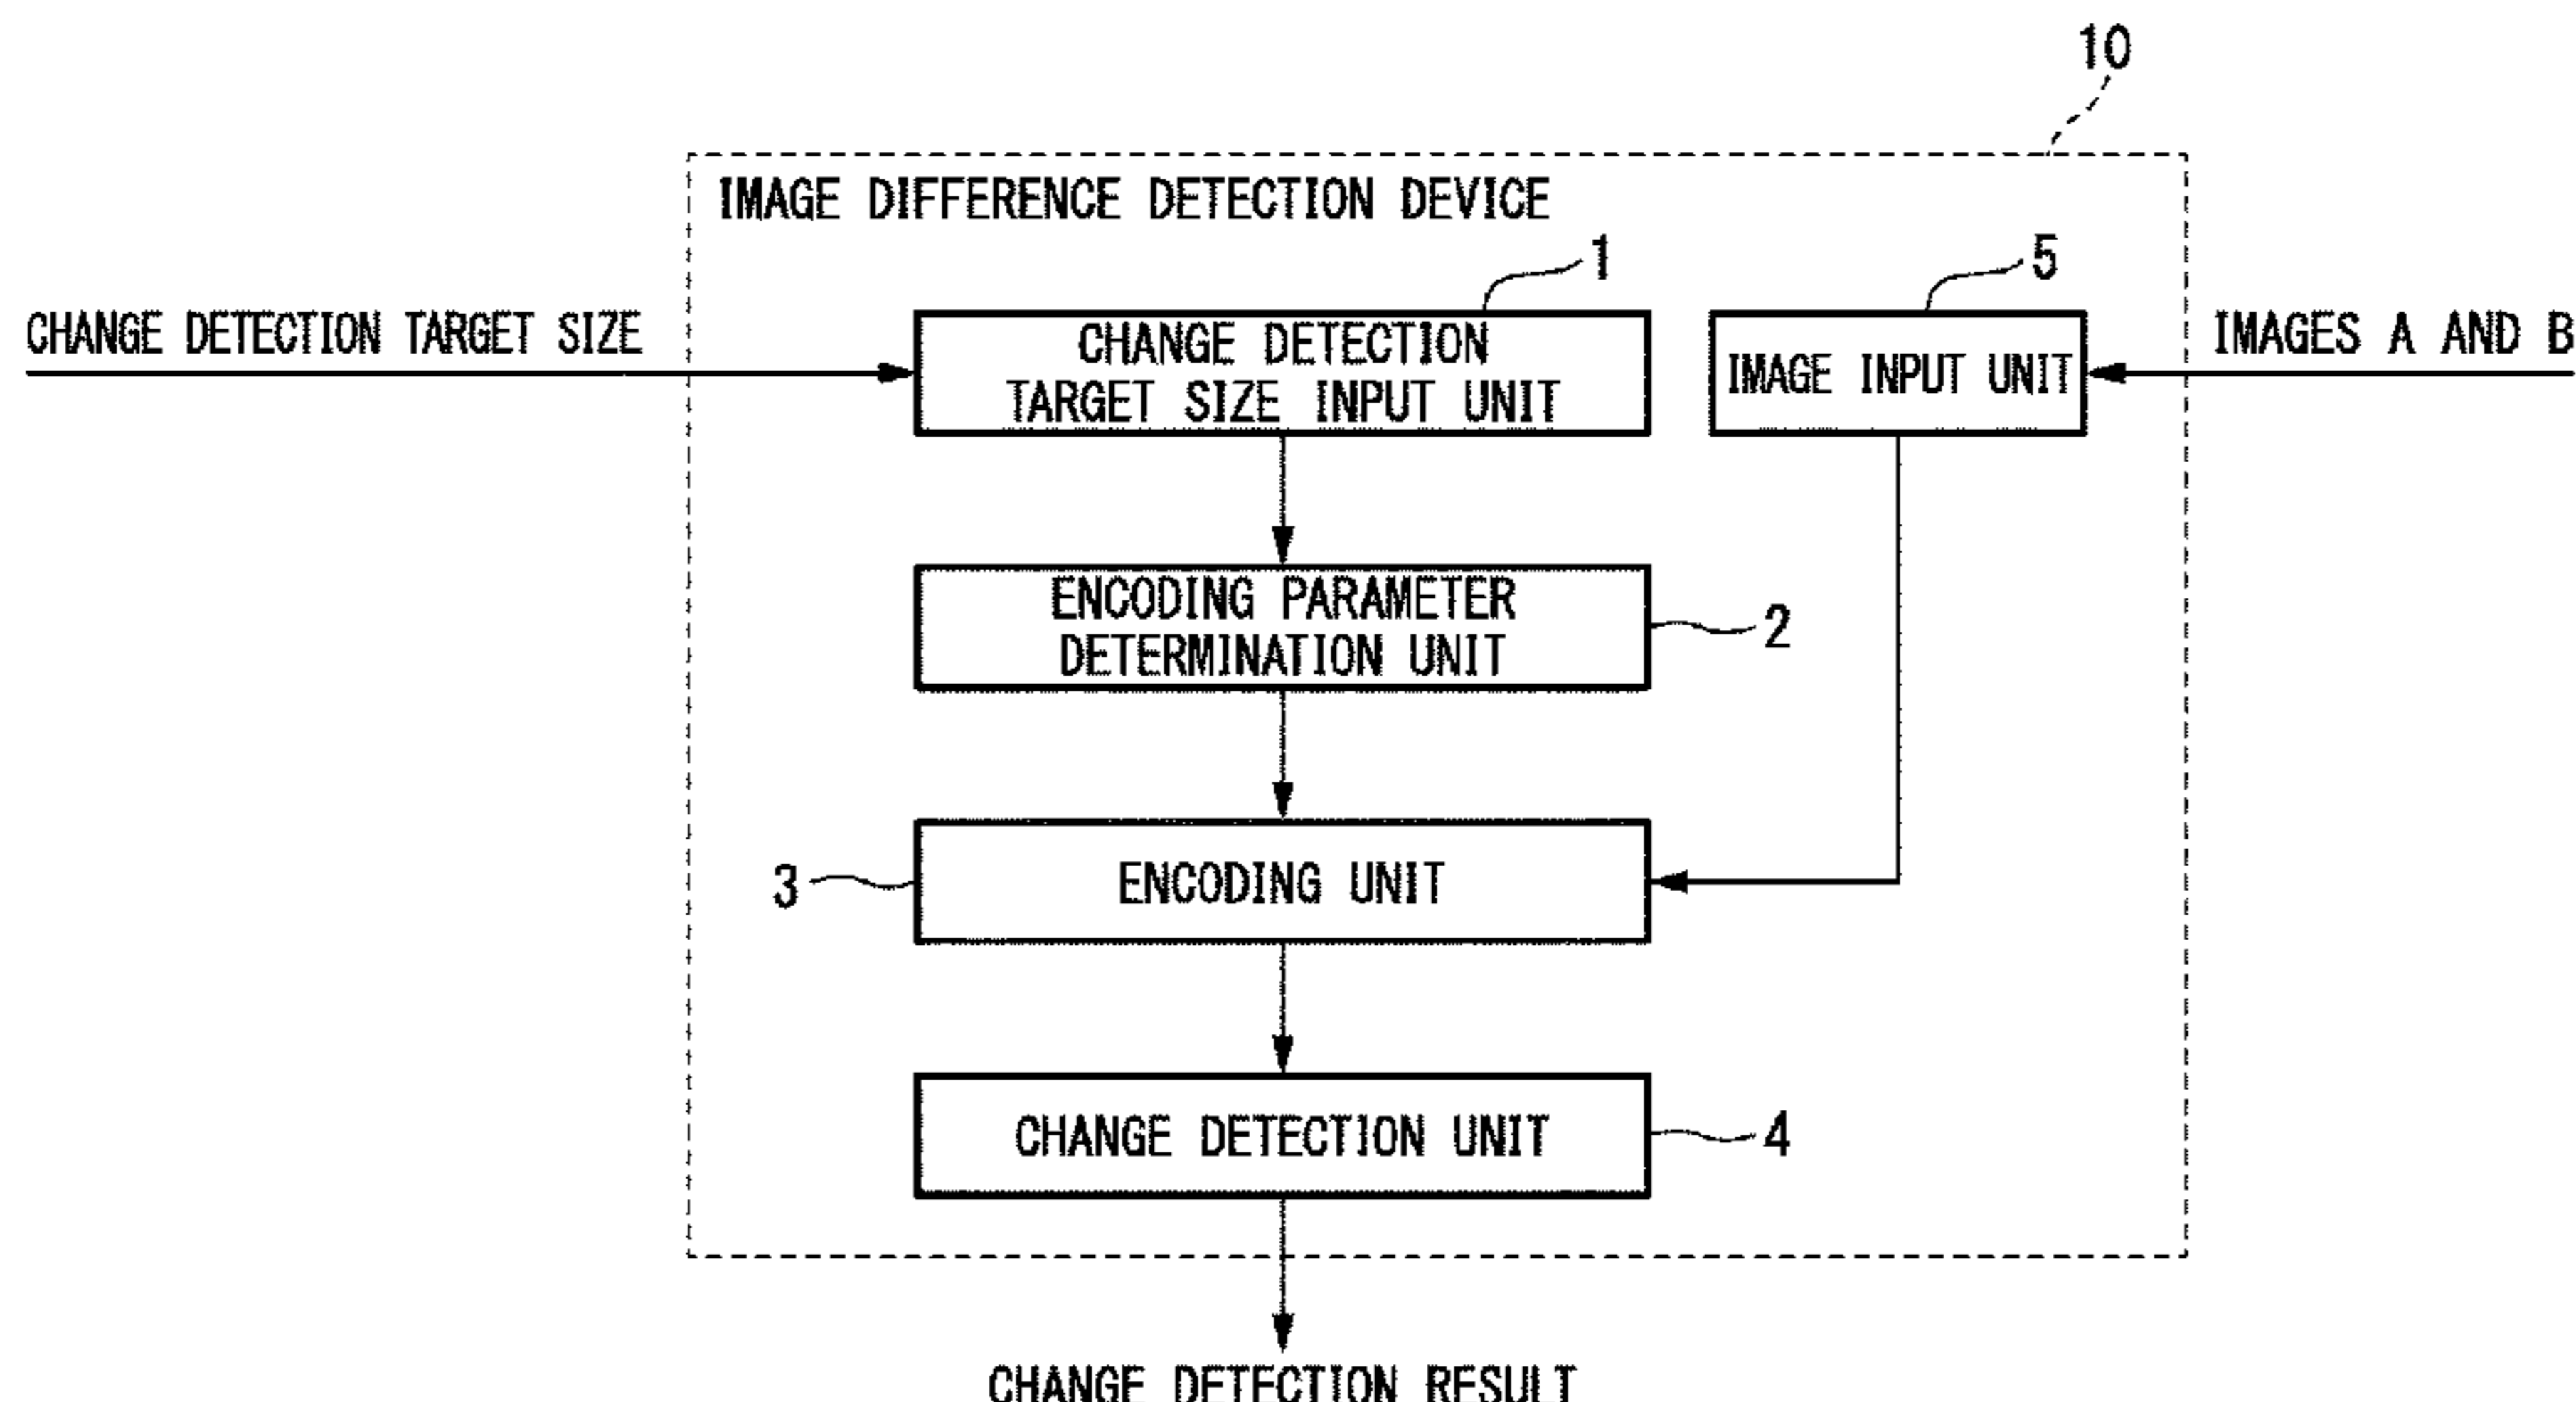 10
IMAGE DIFFERENCE DETECTION DEVICE
1
5
CHANGE DETECTION TARGET SIZE
CHANGE DETECTION
TARGET SIZE INPUT UNIT
IMAGE INPUT UNIT
IMAGES A AND B
ENCODING PARAMETER
DETERMINATION UNIT
2
3
ENCODING UNIT
CHANGE DETECTION UNIT
4
CHANGE DETECTION RESULT